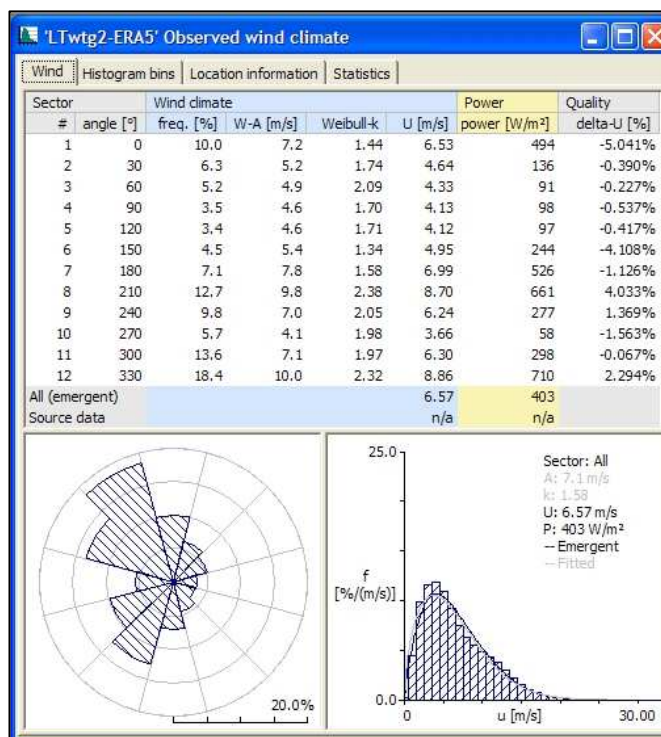 'LTwtg2-ERA5' Observed wind climate
Wind Histogram bins Location information Statistics
Sector Wind climate Power Quality
# angle [°] freq. [%] W-A [m/s] Weibull-k U [m/s] power [W/m²] delta-U [%]
1 0 10.0 7.2 1.44 6.53 494 -5.041%
2 30 6.3 5.2 1.74 4.64 136 -0.390%
3 60 5.2 4.9 2.09 4.33 91 -0.227%
4 90 3.5 4.6 1.70 4.13 98 -0.537%
5 120 3.4 4.6 1.71 4.12 97 -0.417%
6 150 4.5 5.4 1.34 4.95 244 -4.108%
7 180 7.1 7.8 1.58 6.99 526 -1.126%
8 210 12.7 9.8 2.38 8.70 661 4.033%
9 240 9.8 7.0 2.05 6.24 277 1.369%
10 270 5.7 4.1 1.98 3.66 58 -1.563%
11 300 13.6 7.1 1.97 6.30 298 -0.067%
12 330 18.4 10.0 2.32 8.86 710 2.294%
All (emergent) 6.57 403
Source data n/a n/a
20.0%
25.0
Sector: All
A: 7.1 m/s
k: 1.58
U: 6.57 m/s
P: 403 W/m²
-- Emergent
-- Fitted
f
[%/(m/s)]
0.0
0 u [m/s] 30.00